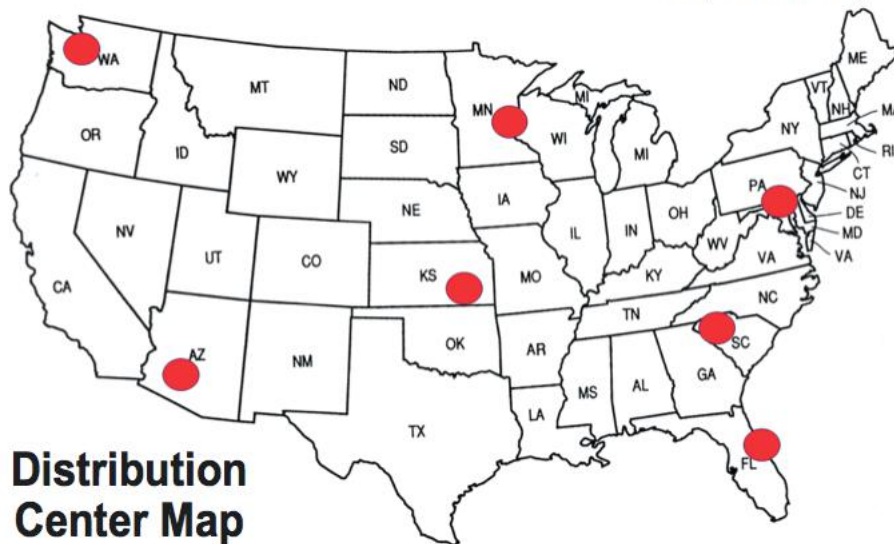 WA
MT
ND
MN
MI
ME
VT
NH
OR
ID
SD
WI
MI
NY
RI
CT
WY
IA
PA
NJ
NE
DE
NV
UT
CO
IL
IN
OH
WV
MD
VA
VA
CA
KS
MO
KY
NC
TN
AZ
NM
OK
AR
SC
MS
AL
GA
TX
LA
FL
Distribution
Center Map